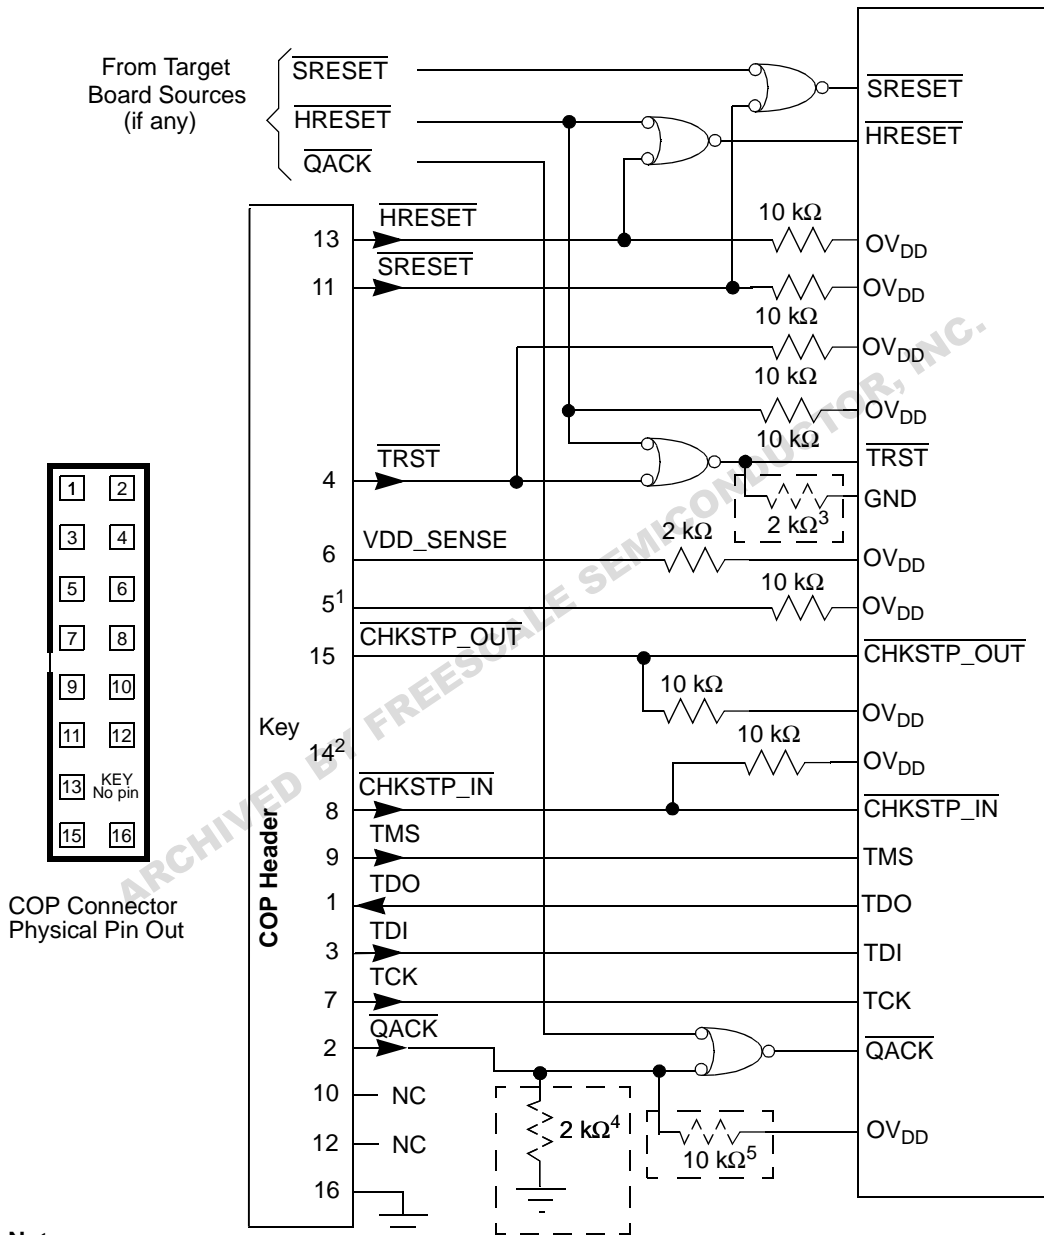 From Target
Board Sources
(if any)
SRESET
HRESET
QACK
SRESET
HRESET
13
HRESET
10 kΩ
OVDD
11
SRESET
10 kΩ
OVDD
10 kΩ
OVDD
10 kΩ
OVDD
4
TRST
TRST
2 kΩ3
GND
6
VDD_SENSE
2 kΩ
OVDD
51
10 kΩ
OVDD
15
CHKSTP_OUT
CHKSTP_OUT
10 kΩ
OVDD
Key
142
10 kΩ
OVDD
8
CHKSTP_IN
CHKSTP_IN
9
TMS
TMS
1
TDO
TDO
3
TDI
TDI
7
TCK
TCK
2
QACK
QACK
10
NC
2 kΩ4
10 kΩ5
OVDD
12
NC
16
COP Header
1 2
3 4
5 6
7 8
9 10
11 12
13 KEY
No pin
15 16
COP Connector
Physical Pin Out
ARCHIVED BY FREESCALE SEMICONDUCTOR, INC.